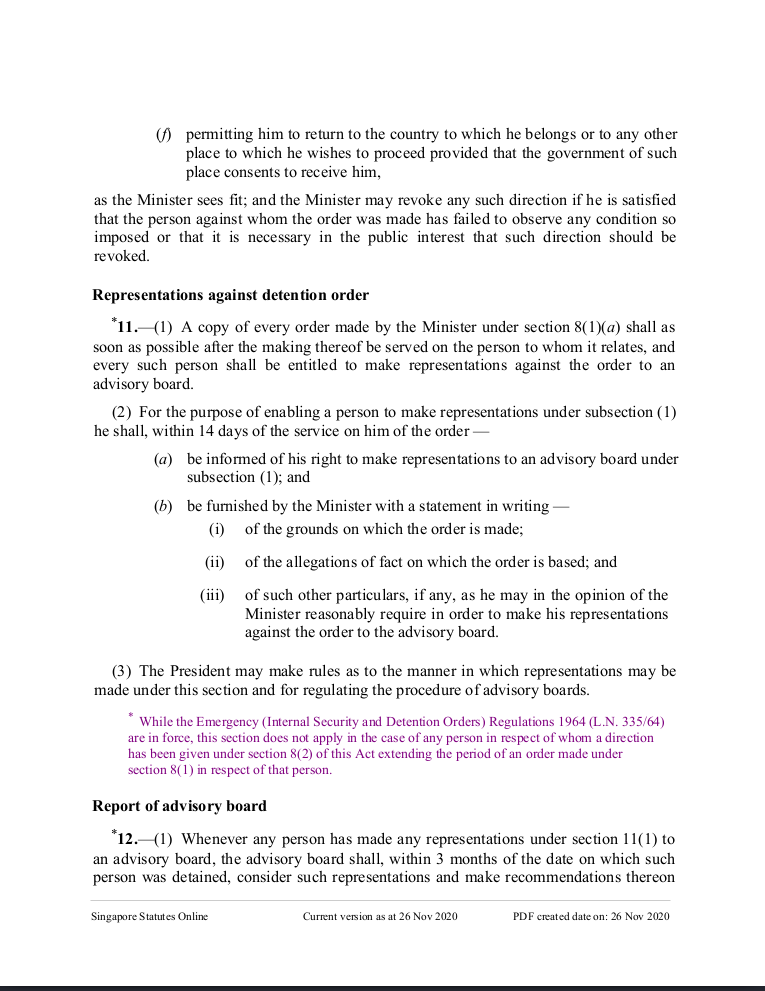 (f) permitting him to return to the country to which he belongs or to any other
place to which he wishes to proceed provided that the government of such
place consents to receive him,
as the Minister sees fit; and the Minister may revoke any such direction if he is satisfied
that the person against whom the order was made has failed to observe any condition so
imposed or that it is necessary in the public interest that such direction should be
revoked.
Representations against detention order
*11.—(1) A copy of every order made by the Minister under section 8(1)(a) shall as
soon as possible after the making thereof be served on the person to whom it relates, and
every such person shall be entitled to make representations against the order to an
advisory board.
(2) For the purpose of enabling a person to make representations under subsection (1)
he shall, within 14 days of the service on him of the order —
(a) be informed of his right to make representations to an advisory board under
subsection (1); and
(b) be furnished by the Minister with a statement in writing —
(i) of the grounds on which the order is made;
(ii) of the allegations of fact on which the order is based; and
(iii) of such other particulars, if any, as he may in the opinion of the
Minister reasonably require in order to make his representations
against the order to the advisory board.
(3) The President may make rules as to the manner in which representations may be
made under this section and for regulating the procedure of advisory boards.
* While the Emergency (Internal Security and Detention Orders) Regulations 1964 (L.N. 335/64)
are in force, this section does not apply in the case of any person in respect of whom a direction
has been given under section 8(2) of this Act extending the period of an order made under
section 8(1) in respect of that person.
Report of advisory board
*12.—(1) Whenever any person has made any representations under section 11(1) to
an advisory board, the advisory board shall, within 3 months of the date on which such
person was detained, consider such representations and make recommendations thereon
Singapore Statutes Online Current version as at 26 Nov 2020 PDF created date on: 26 Nov 2020